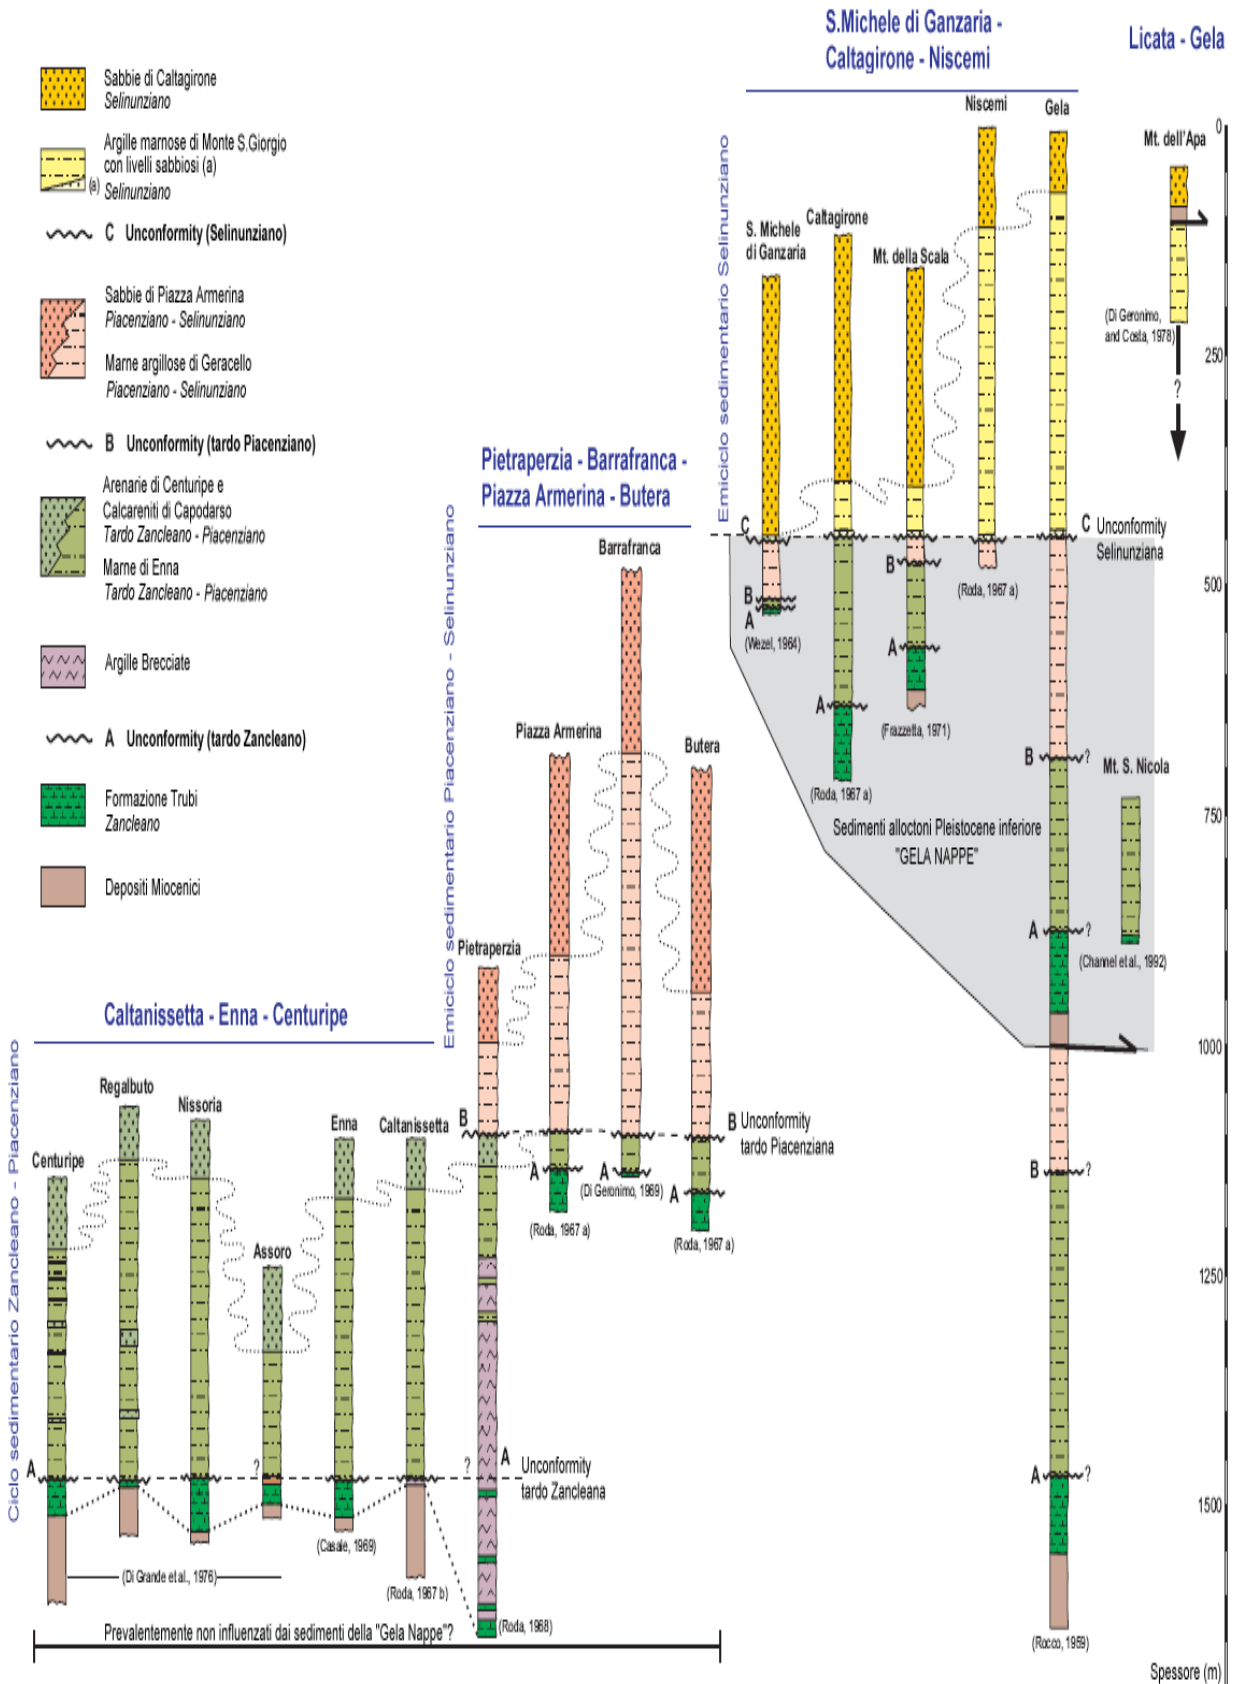 S.Michele di Ganzaria -
Caltagirone - Niscemi
Licata - Gela
Sabbie di Caltagirone
Selinunziano
Argille marnose di Monte S.Giorgio
con livelli sabbiosi (a)
(a) Selinunziano
C Unconformity (Selinunziano)
Sabbie di Piazza Armerina
Piacenziano - Selinunziano
Marne argillose di Geracello
Piacenziano - Selinunziano
B Unconformity (tardo Piacenziano)
Arenarie di Centuripe e
Calcareniti di Capodarso
Tardo Zancleano - Piacenziano
Marne di Enna
Tardo Zancleano - Piacenziano
Argille Brecciate
A Unconformity (tardo Zancleano)
Formazione Trubi
Zancleano
Depositi Miocenici
Emiciclo sedimentario Selinunziano
S. Michele
di Ganzaria
Caltagirone
Mt. della Scala
Niscemi
Gela
Mt. dell'Apa
0
(Di Geronimo,
and Costa, 1978)
250
?
C
C Unconformity
Selinunziana
B
B
A
A
A
(Wezel, 1964)
(Roda, 1967 a)
(Frazzetta, 1971)
(Roda, 1967 a)
500
B ?
Mt. S. Nicola
750
Sedimenti alloctoni Pleistocene inferiore
"GELA NAPPE"
A ?
(Channel et al., 1992)
1000
B ?
1250
A ?
1500
(Rocco, 1959)
Spessore (m)
Pietraperzia - Barrafranca -
Piazza Armerina - Butera
Emiciclo sedimentario Piacenziano - Selinunziano
Barrafranca
Piazza Armerina
Butera
Pietraperzia
B
B Unconformity
tardo Piacenziana
A
A
A
(Di Geronimo, 1969)
(Roda, 1967 a)
(Roda, 1967 a)
Caltanissetta - Enna - Centuripe
Ciclo sedimentario Zancleano - Piacenziano
Centuripe
Regalbuto
Nissoria
Assoro
Enna
Caltanissetta
A
?
?
A Unconformity
tardo Zancleana
(Di Grande et al., 1976)
(Casale, 1969)
(Roda, 1967 b)
(Roda, 1968)
Prevalentemente non influenzati dai sedimenti della "Gela Nappe"?